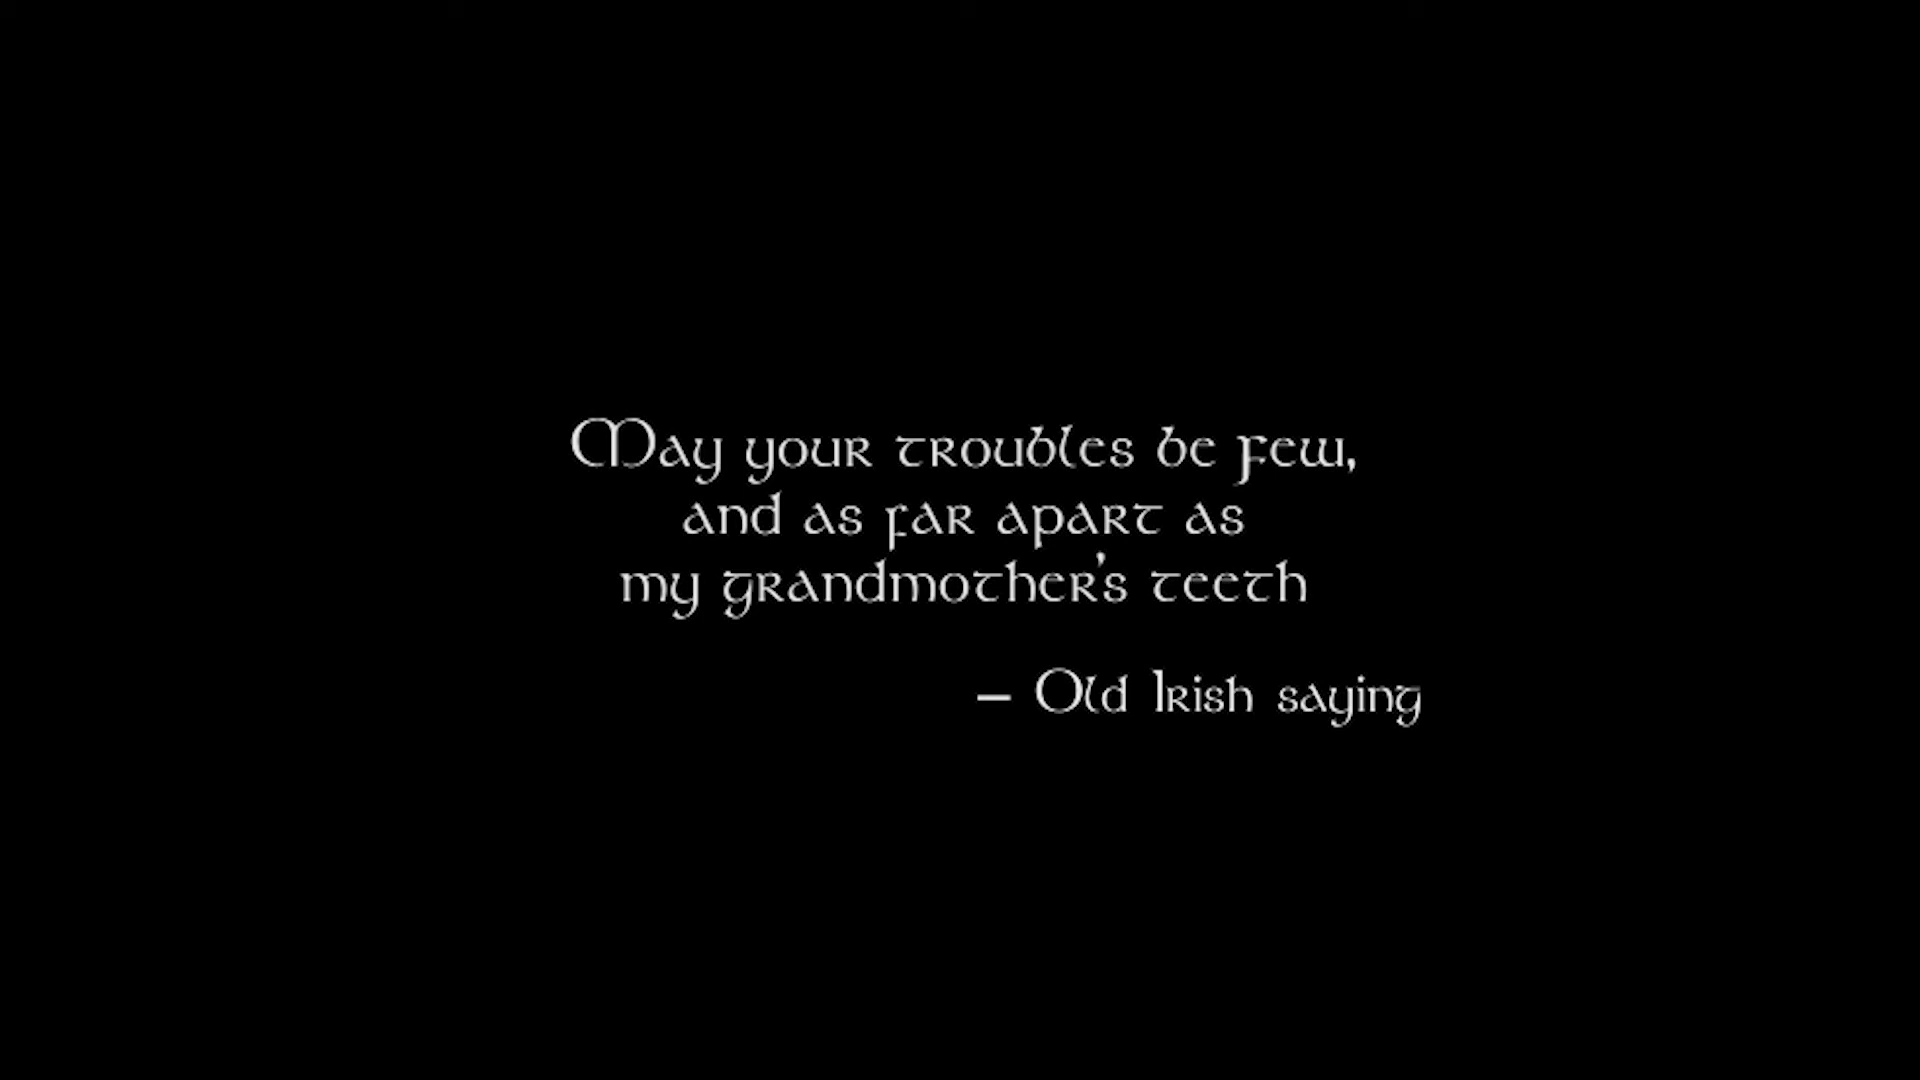 May your troubles be few,
and as far apart as
my grandmother's teeth
– Old Irish saying